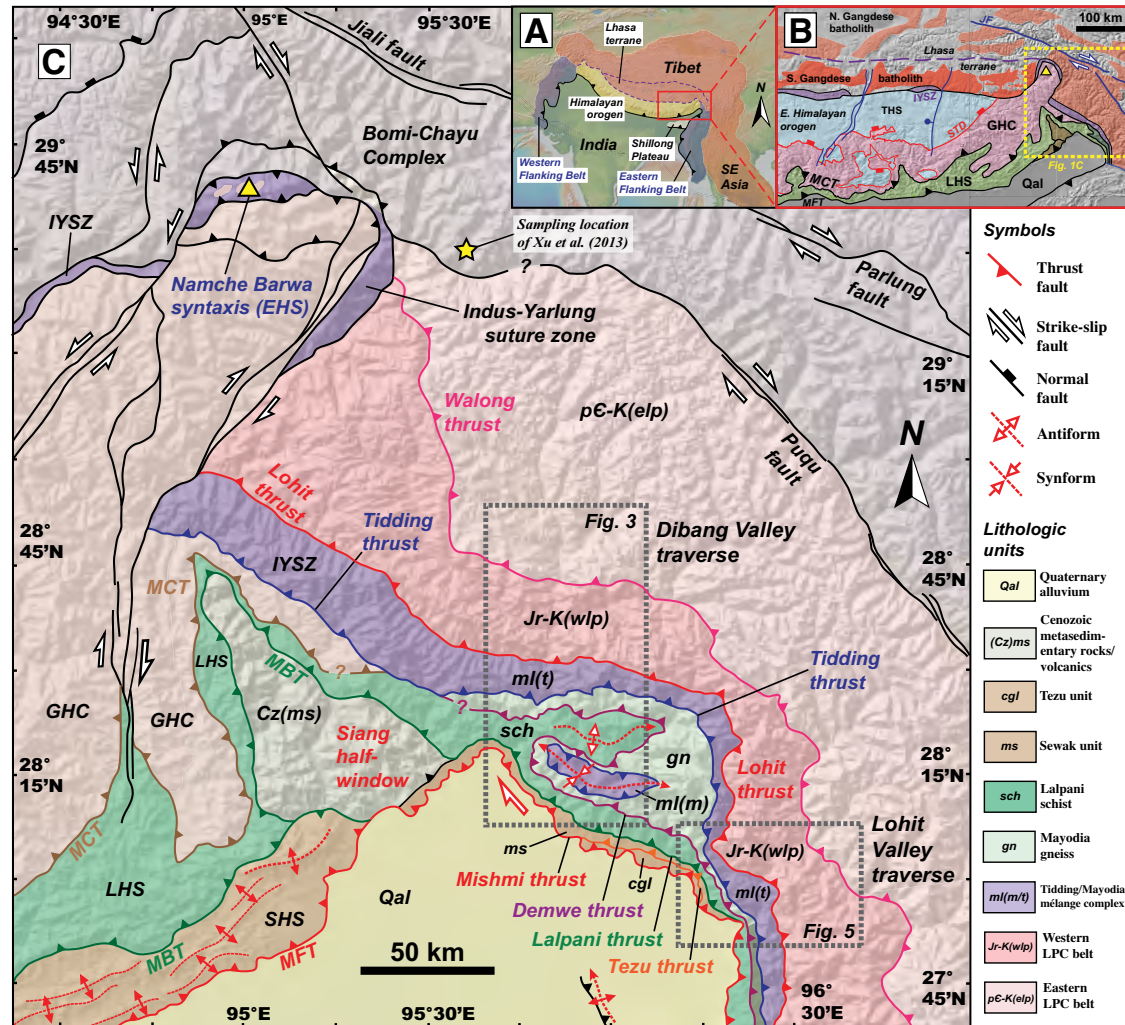 94°30'E
95°E
95°30'E
C
Jiali fault
Bomi-Chayu
Complex
29°
45'N
IYSZ
Namche Barwa
syntaxis (EHS)
Sampling location
of Xu et al. (2013)
?
Indus-Yarlung
suture zone
Parlung
fault
29°
15'N
Walong
thrust
pЄ-K(elp)
N
Puqu
fault
Lohit
thrust
Fig. 3
Dibang Valley
traverse
28°
45'N
Tidding
thrust
28°
45'N
IYSZ
MCT
Jr-K(wlp)
LHS
MBT
?
ml(t)
Tidding
thrust
GHC
GHC
Cz(ms)
?
sch
Siang
half-
window
gn
28°
15'N
28°
15'N
Lohit
thrust
ml(m)
Lohit
Valley
traverse
MCT
ms
Jr-K(wlp)
Mishmi thrust
cgl
LHS
Qal
ml(t)
Demwe thrust
SHS
Lalpani thrust
Fig. 5
MBT
MFT
50 km
Tezu thrust
27°
45'N
95°E
95°30'E
96°
30'E
A
Lhasa
terrane
Tibet
N
Himalayan
orogen
India
Shillong
Plateau
Western
Flanking Belt
Eastern
Flanking Belt
SE
Asia
B
N. Gangdese
batholith
JF
100 km
Lhasa
terrane
S. Gangdese
batholith
IYSZ
E. Himalayan
orogen
THS
STD
GHC
Fig. 1C
MCT
LHS
Qal
MFT
Symbols
Thrust
fault
Strike-slip
fault
Normal
fault
Antiform
Synform
Lithologic
units
Qal
Quaternary
alluvium
(Cz)ms
Cenozoic
metasedim-
entary rocks/
volcanics
cgl
Tezu unit
ms
Sewak unit
sch
Lalpani
schist
gn
Mayodia
gneiss
ml(m/t)
Tidding/Mayodia
mélange complex
Jr-K(wlp)
Western
LPC belt
pЄ-K(elp)
Eastern
LPC belt